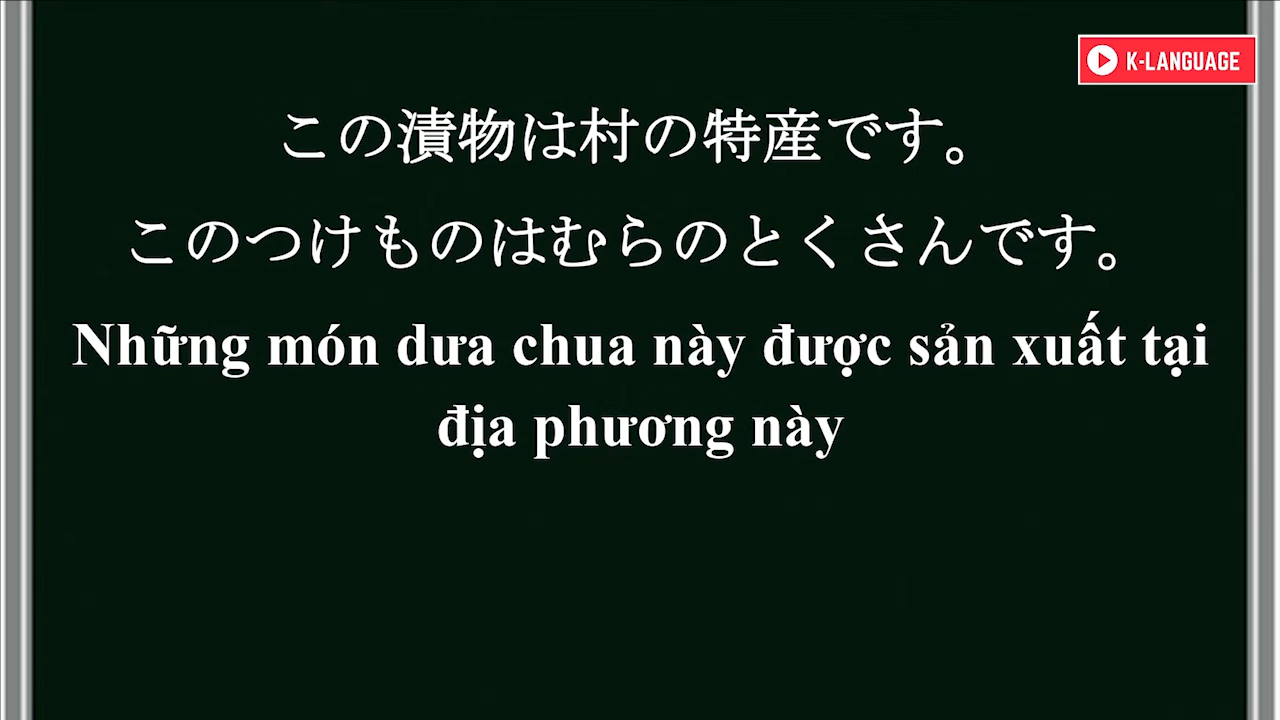 K-LANGUAGE
この漬物は村の特産です。
このつけものはむらのとくさんです。
Những món dưa chua này được sản xuất tại
địa phương này